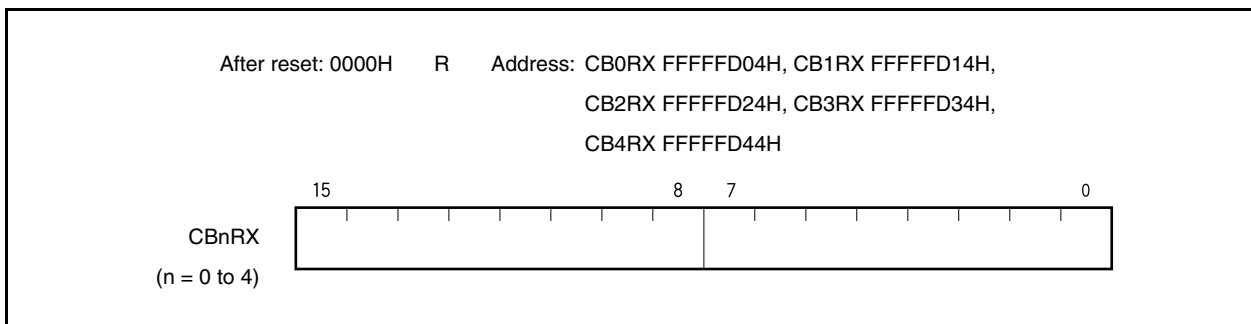 After reset: 0000H R Address: CB0RX FFFFFD04H, CB1RX FFFFFD14H,
CB2RX FFFFFD24H, CB3RX FFFFFD34H,
CB4RX FFFFFD44H
15 8 7 0
CBnRX
(n = 0 to 4)